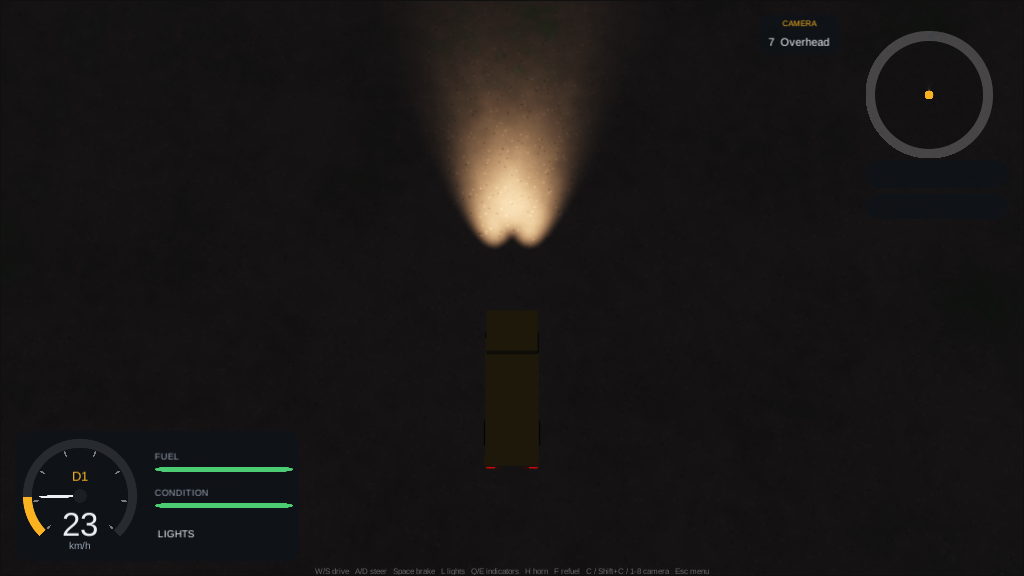 CAMERA
7 Overhead
D1
23
km/h
FUEL
CONDITION
LIGHTS
W/S drive A/D steer Space brake L lights Q/E indicators H horn F refuel C / Shift+C / 1-8 camera Esc menu